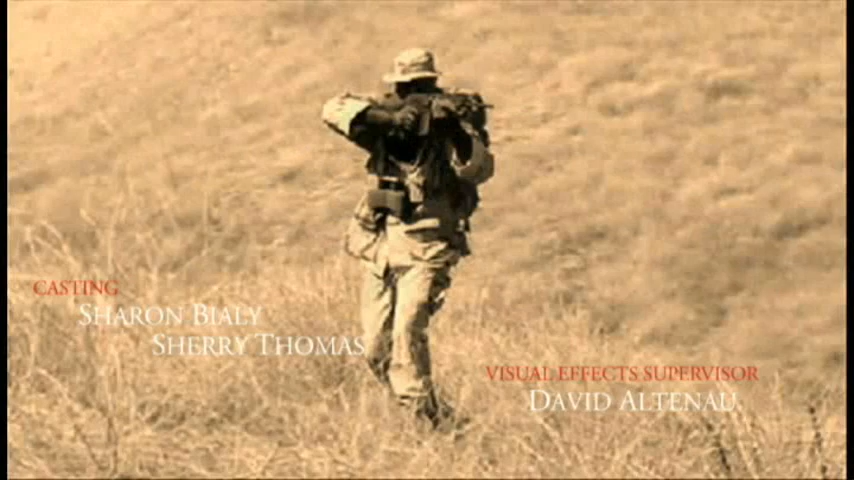 CASTING
SHARON BIALY
SHERRY THOMAS
VISUAL EFFECTS SUPERVISOR
DAVID ALTENAU